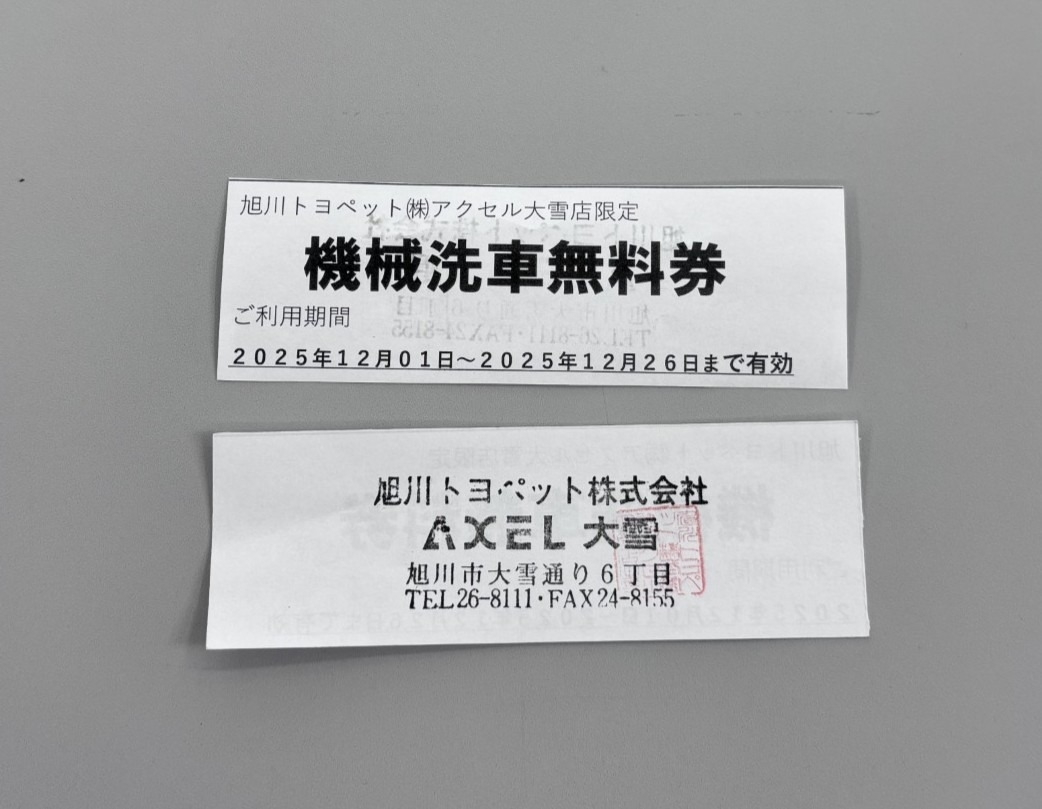 旭川トヨペット㈱アクセル大雪店限定
機械洗車無料券
ご利用期間
２０２５年１２月０１日～２０２５年１２月２６日まで有効
旭川トヨペット株式会社
AXEL 大雪
旭川市大雪通り６丁目
TEL26-8111・FAX24-8155